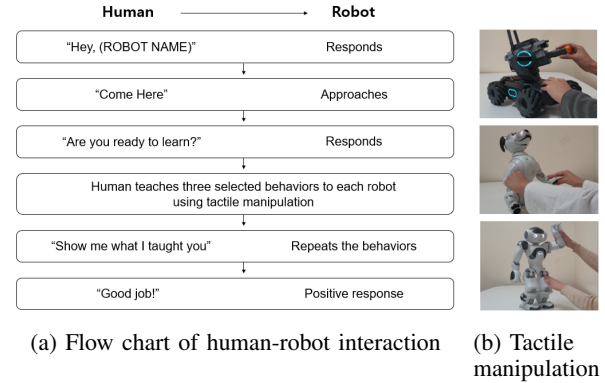 Human Robot
“Hey, (ROBOT NAME)” Responds
“Come Here” Approaches
“Are you ready to learn?” Responds
Human teaches three selected behaviors to each robot
using tactile manipulation
“Show me what I taught you” Repeats the behaviors
“Good job!” Positive response
(a) Flow chart of human-robot interaction
(b) Tactile
manipulation